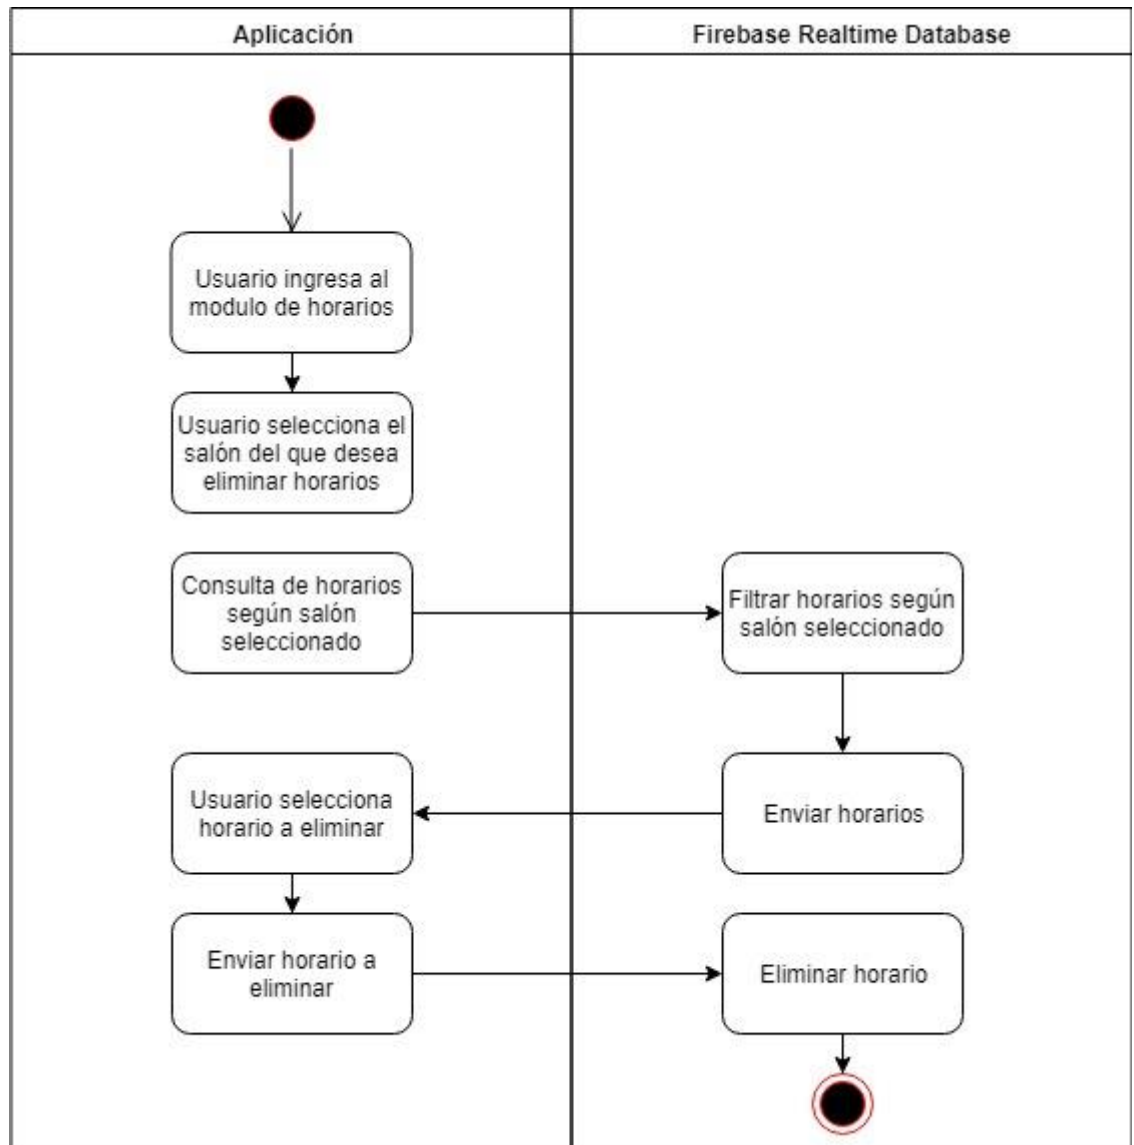 Aplicación
Firebase Realtime Database
Usuario ingresa al
modulo de horarios
Usuario selecciona el
salón del que desea
eliminar horarios
Consulta de horarios
según salón
seleccionado
Filtrar horarios según
salón seleccionado
Usuario selecciona
horario a eliminar
Enviar horarios
Enviar horario a
eliminar
Eliminar horario